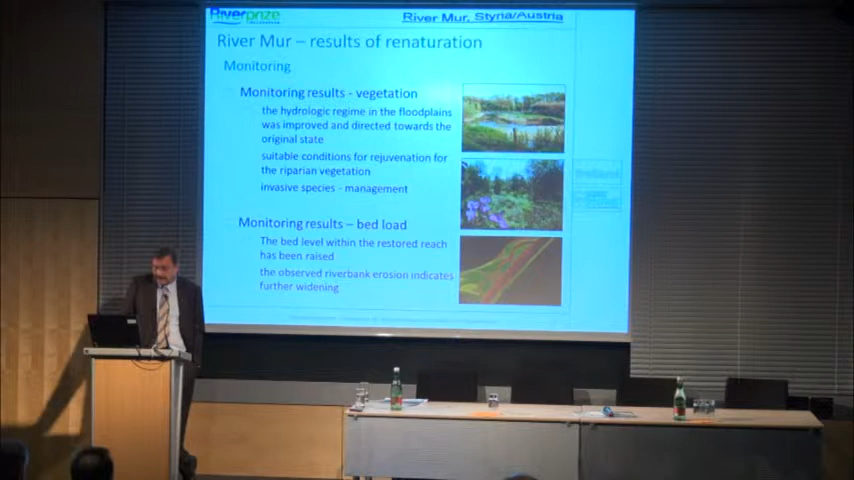 Riverprize
River Mur, Styria/Austria
River Mur – results of renaturation
Monitoring
Monitoring results - vegetation
the hydrologic regime in the floodplains
was improved and directed towards the
original state
suitable conditions for rejuvenation for
the riparian vegetation
invasive species - management
Monitoring results – bed load
The bed level within the restored reach
has been raised
the observed riverbank erosion indicates
further widening